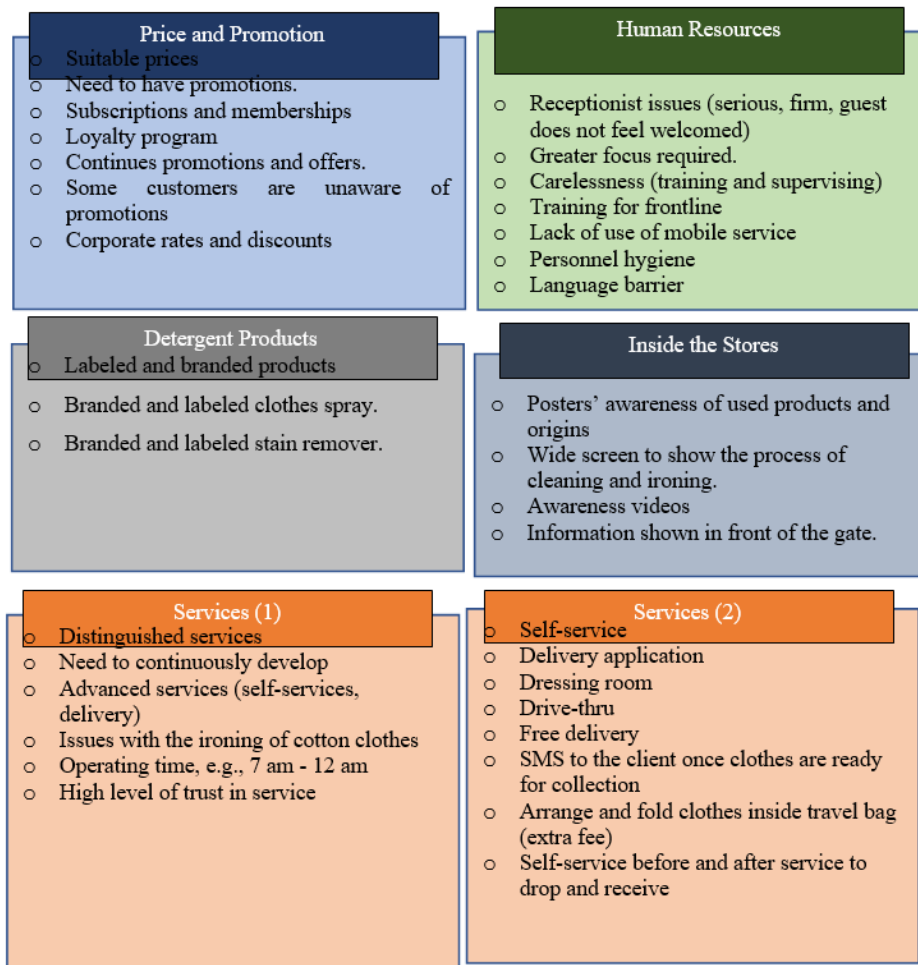 Price and Promotion
o Suitable prices
o Need to have promotions.
o Subscriptions and memberships
o Loyalty program
o Continues promotions and offers.
o Some customers are unaware of
promotions
o Corporate rates and discounts
Human Resources
o Receptionist issues (serious, firm, guest
does not feel welcomed)
o Greater focus required.
o Carelessness (training and supervising)
o Training for frontline
o Lack of use of mobile service
o Personnel hygiene
o Language barrier
Detergent Products
o Labeled and branded products
o Branded and labeled clothes spray.
o Branded and labeled stain remover.
Inside the Stores
o Posters’ awareness of used products and
origins
o Wide screen to show the process of
cleaning and ironing.
o Awareness videos
o Information shown in front of the gate.
Services (1)
o Distinguished services
o Need to continuously develop
o Advanced services (self-services,
delivery)
o Issues with the ironing of cotton clothes
o Operating time, e.g., 7 am - 12 am
o High level of trust in service
Services (2)
o Self-service
o Delivery application
o Dressing room
o Drive-thru
o Free delivery
o SMS to the client once clothes are ready
for collection
o Arrange and fold clothes inside travel bag
(extra fee)
o Self-service before and after service to
drop and receive